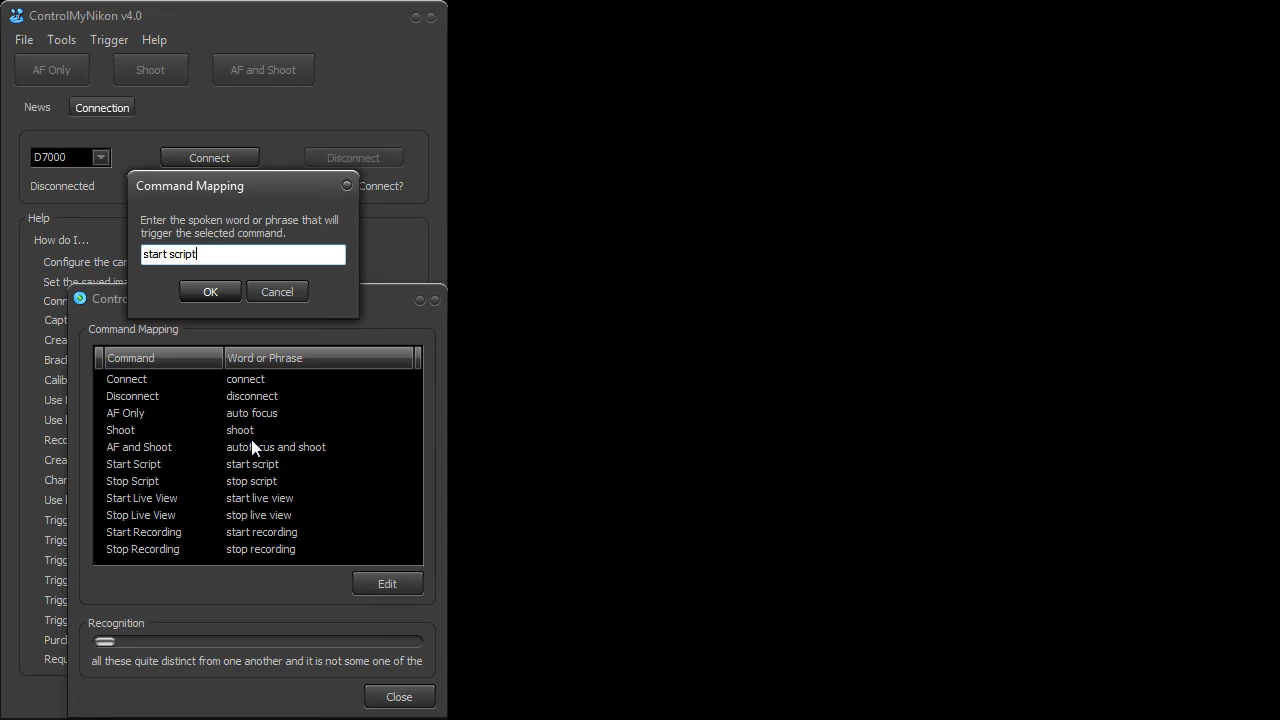 ControlMyNikon v4.0
File Tools Trigger Help
AF Only Shoot AF and Shoot
News Connection
D7000 Connect Disconnect
Disconnected Connect?
Command Mapping
Enter the spoken word or phrase that will
trigger the selected command.
start script
OK Cancel
Help
How do I...
Configure the car
Set the saved im
Conn
Capt
Crea
Brack
Calib
Use
Use
Reco
Crea
Chan
Use
Trigg
Trigg
Trigg
Trigg
Trigg
Trigg
Purch
Requ
Contro
Command Mapping
Command Word or Phrase
Connect connect
Disconnect disconnect
AF Only auto focus
Shoot shoot
AF and Shoot autofocus and shoot
Start Script start script
Stop Script stop script
Start Live View start live view
Stop Live View stop live view
Start Recording start recording
Stop Recording stop recording
Edit
Recognition
all these quite distinct from one another and it is not some one of the
Close